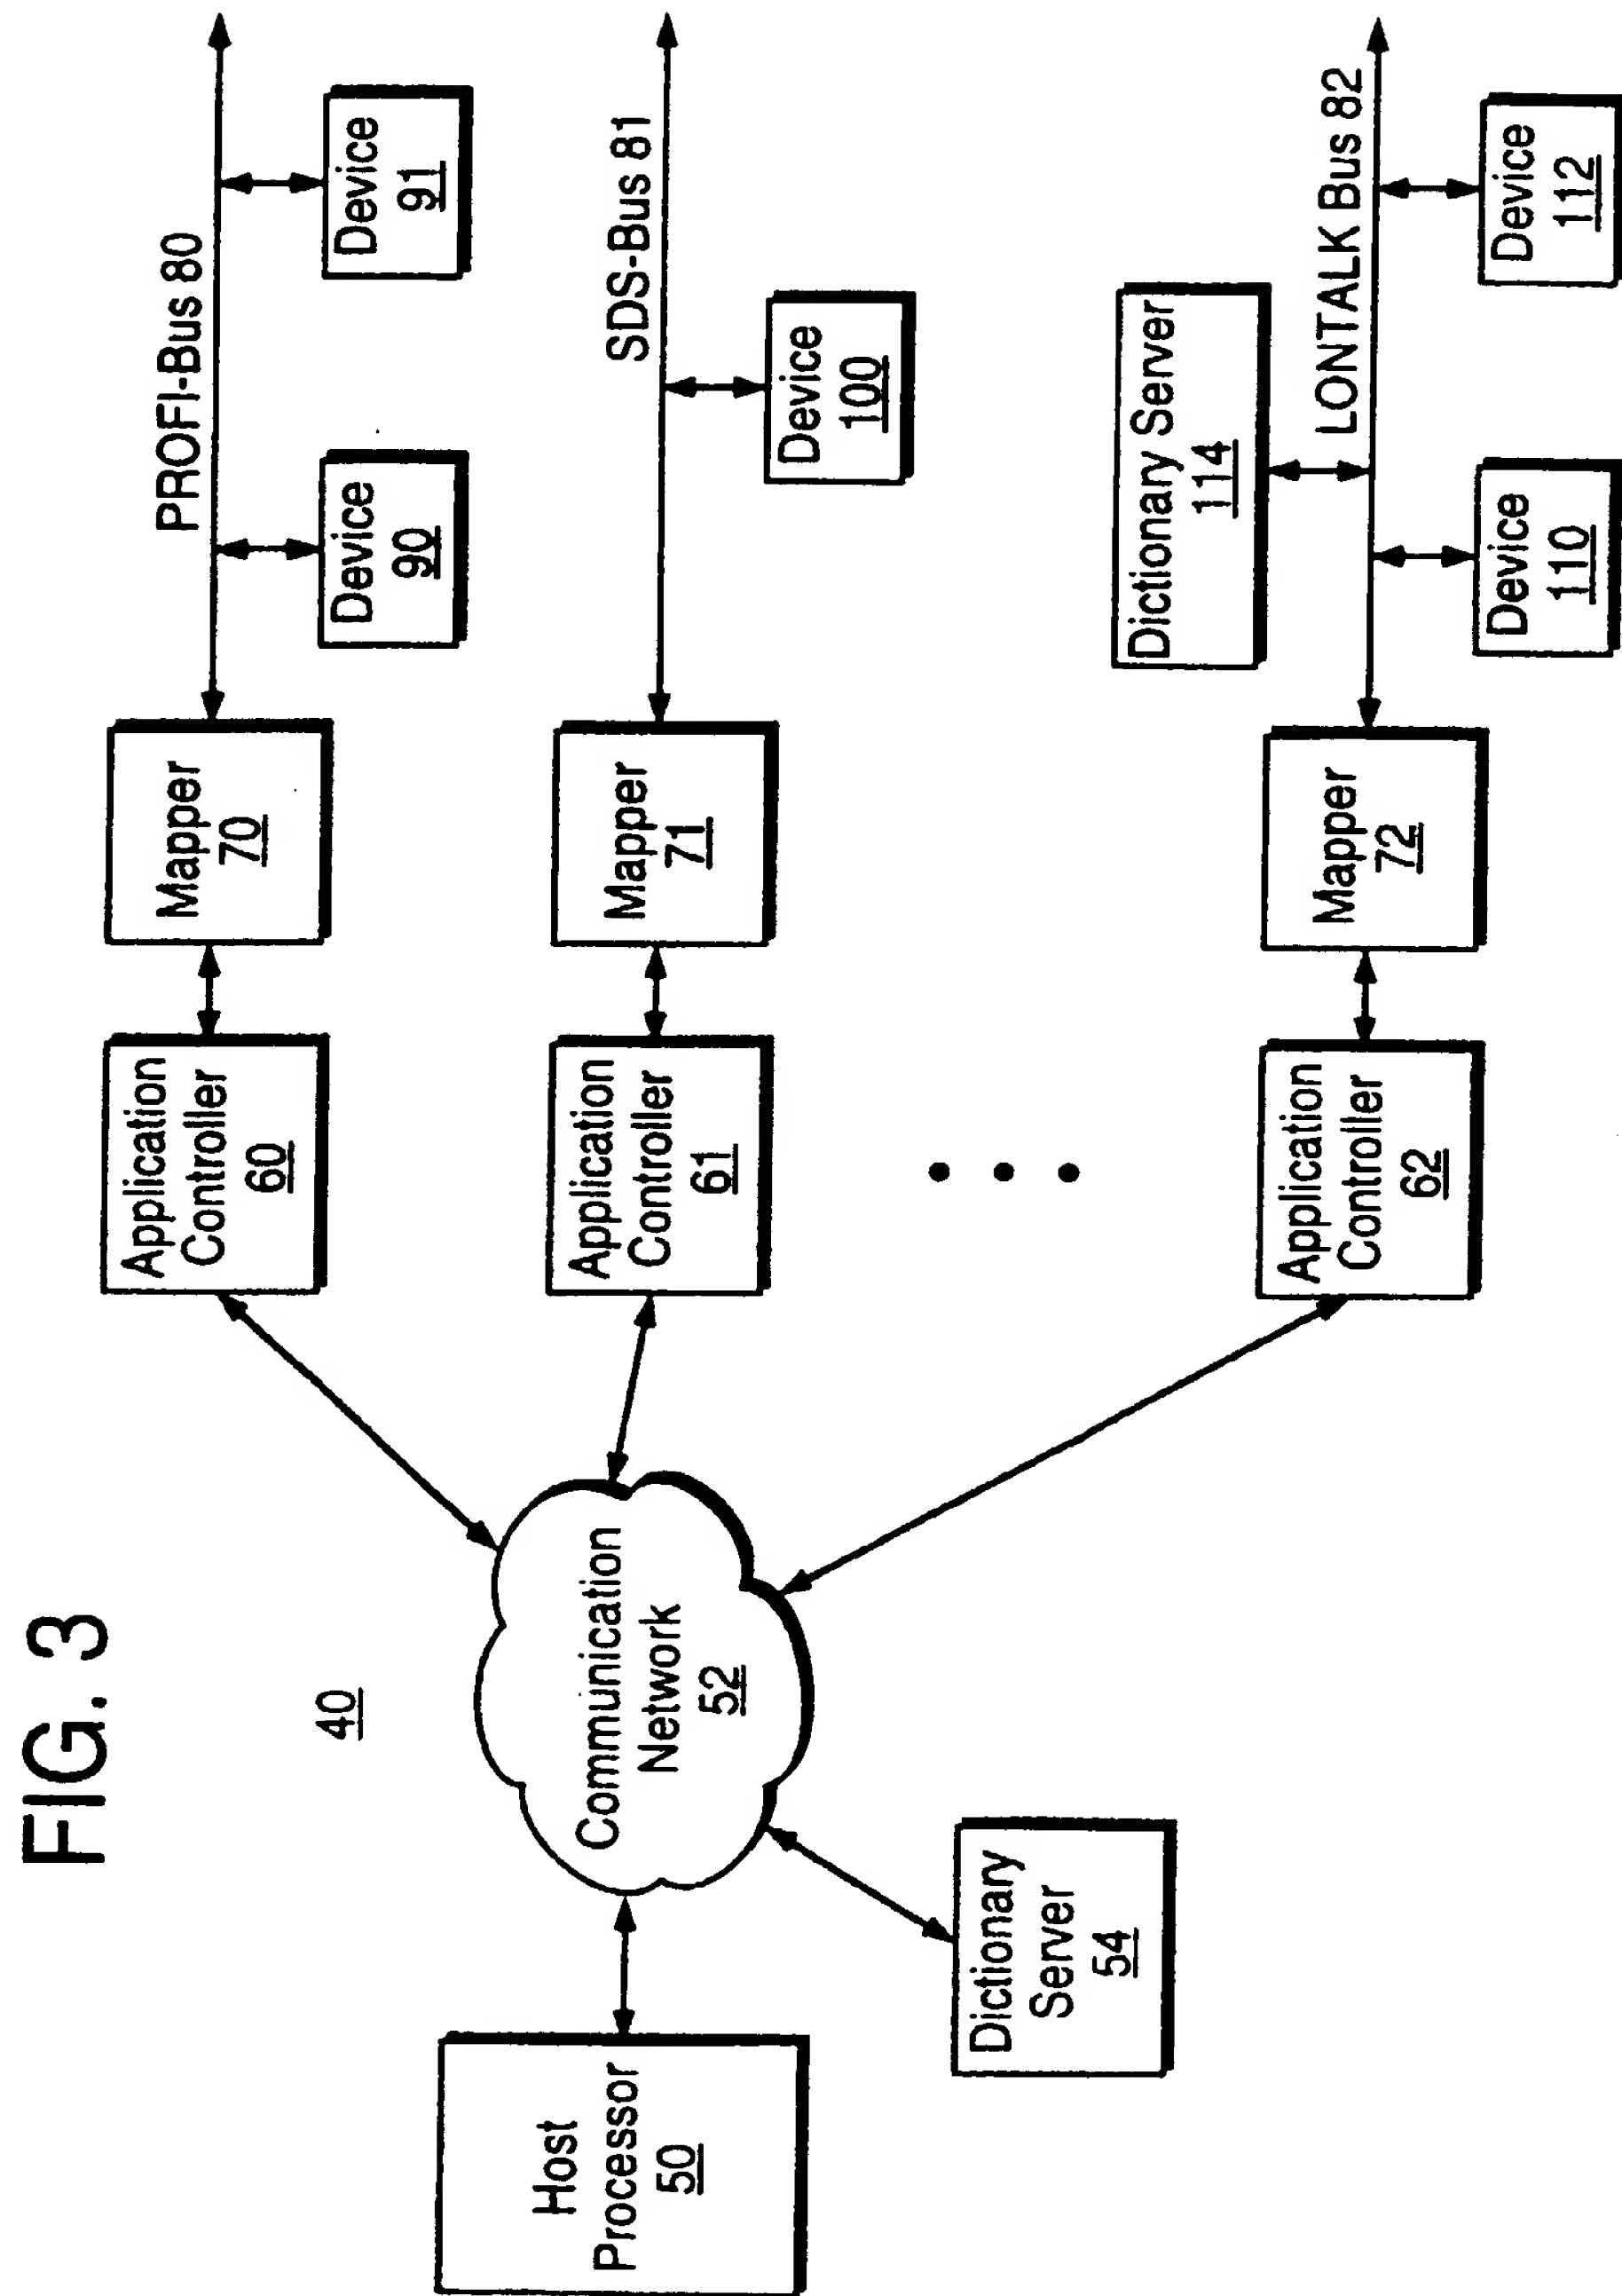 FIG. 3
40
Host
Processor
50
Communication
Network
52
Dictionary
Server
54
Application
Controller
60
Mapper
70
PROFI-Bus 80
Device
90
Device
91
Application
Controller
61
Mapper
71
SDS-Bus 81
Device
100
Application
Controller
62
Mapper
72
Dictionary Server
114
LONTALK Bus 82
Device
110
Device
112